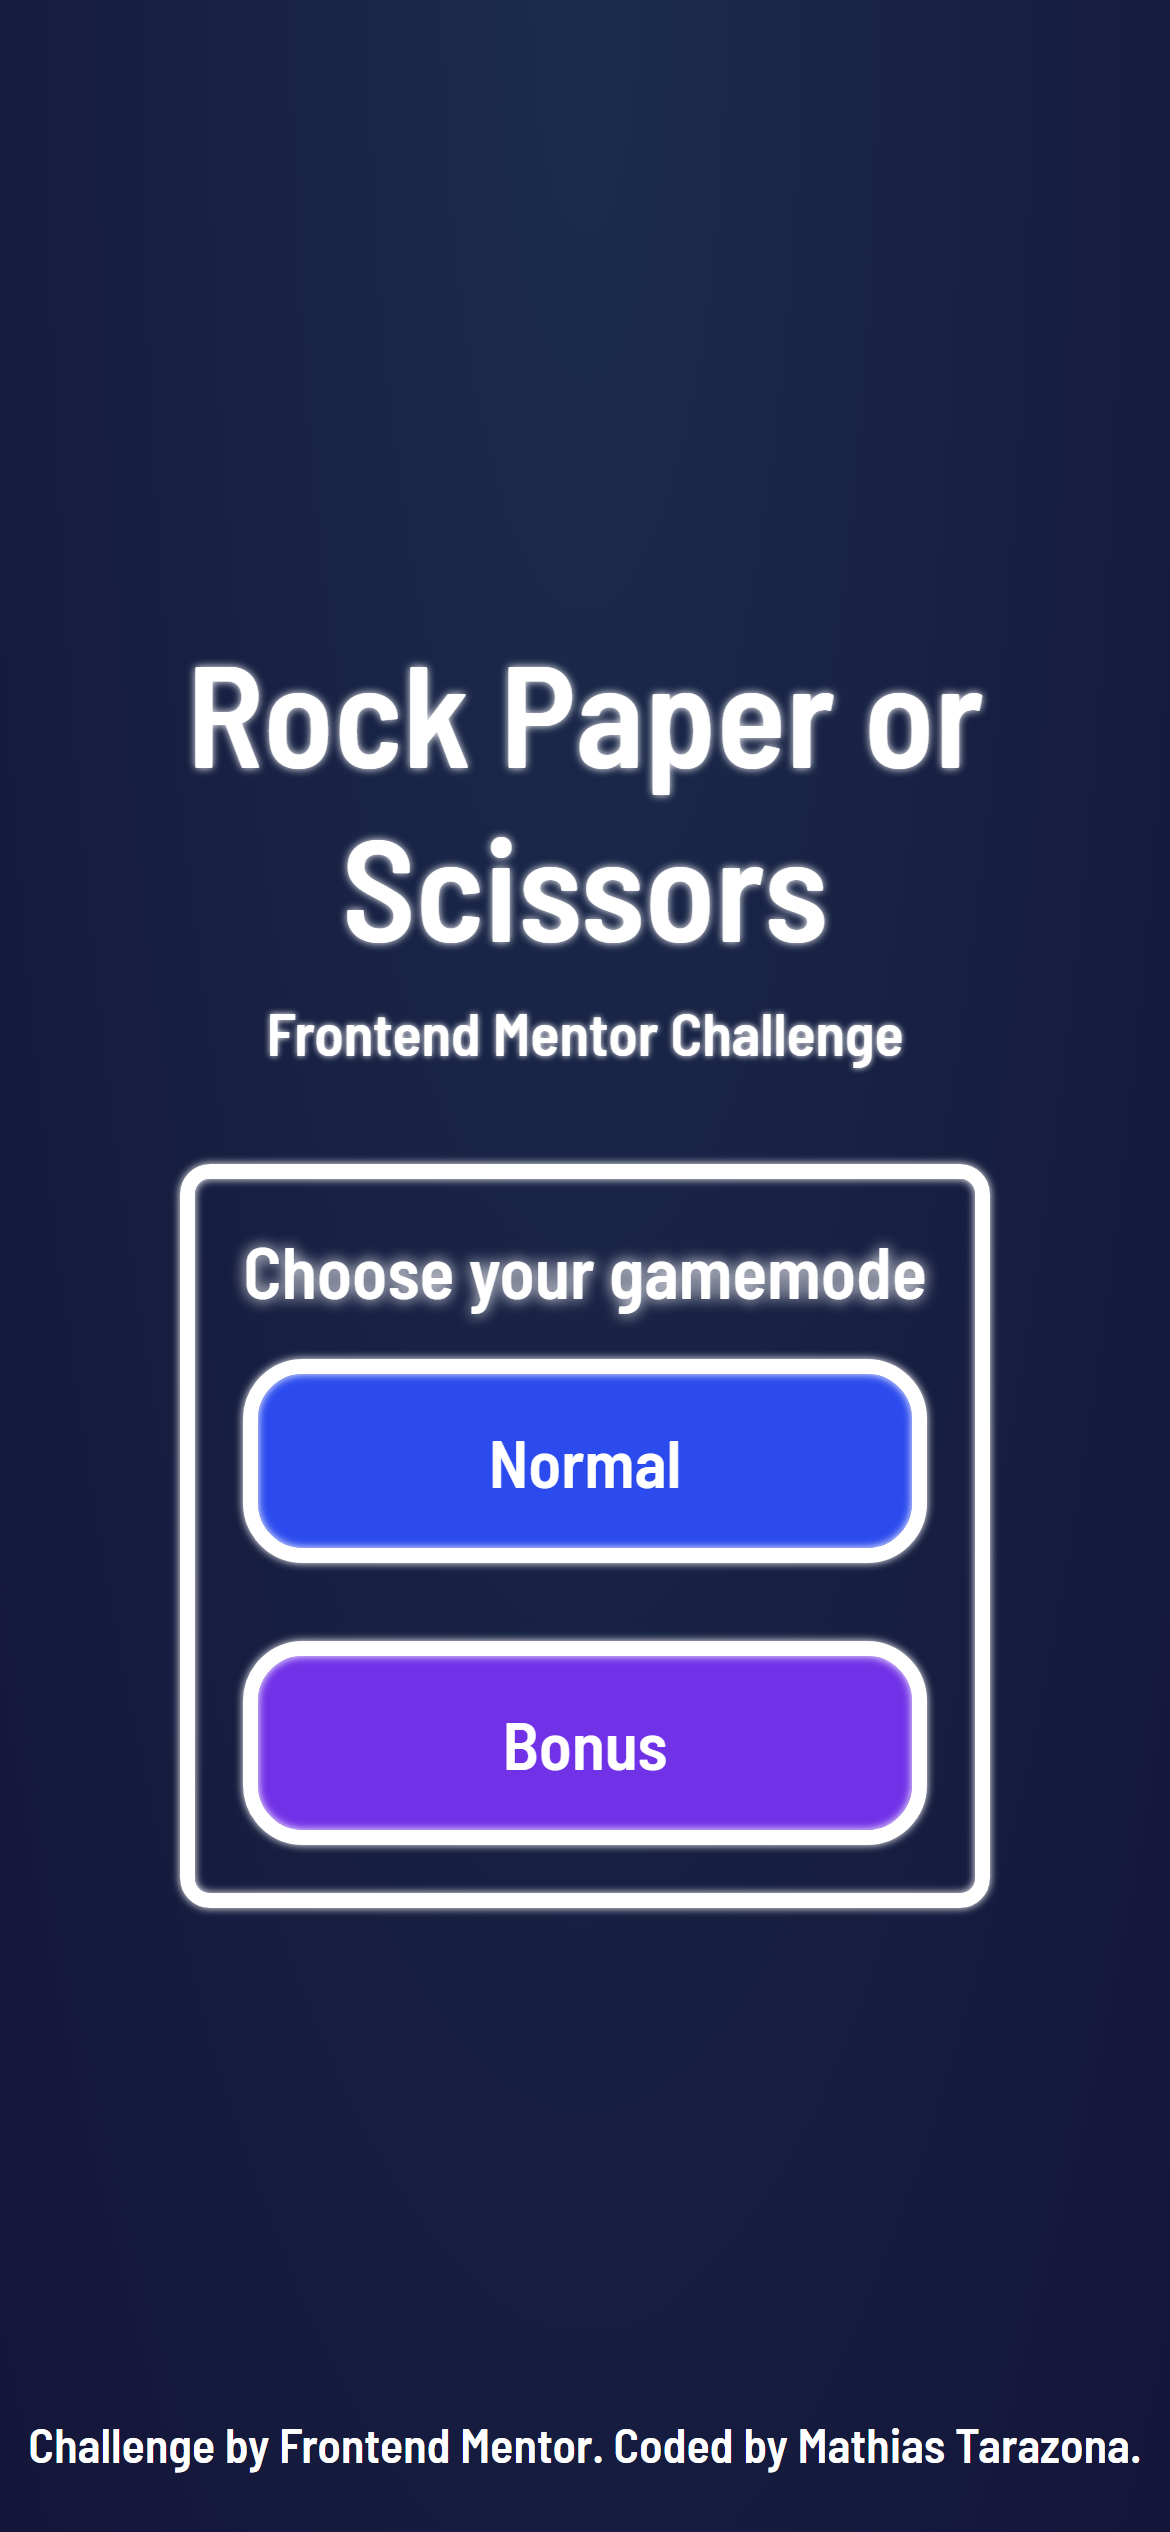 Rock Paper or
Scissors
Frontend Mentor Challenge
Choose your gamemode
Normal
Bonus
Challenge by Frontend Mentor. Coded by Mathias Tarazona.